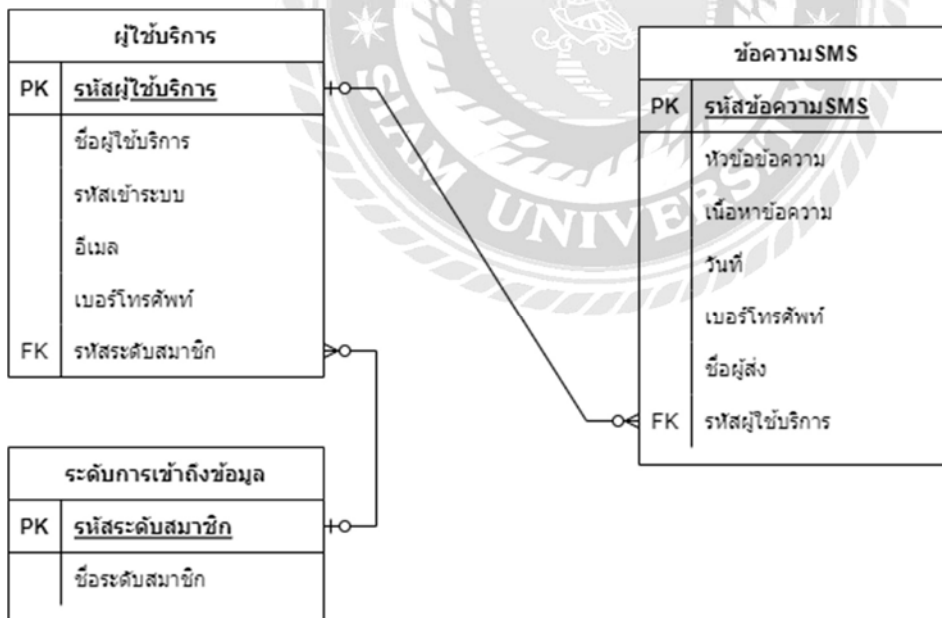 ผู้ใช้บริการ
PK รหัสผู้ใช้บริการ
ชื่อผู้ใช้บริการ
รหัสเข้าระบบ
อีเมล
เบอร์โทรศัพท์
FK รหัสระดับสมาชิก
ระดับการเข้าถึงข้อมูล
PK รหัสระดับสมาชิก
ชื่อระดับสมาชิก
ข้อความSMS
PK รหัสข้อความSMS
หัวข้อข้อความ
เนื้อหาข้อความ
วันที่
เบอร์โทรศัพท์
ชื่อผู้ส่ง
FK รหัสผู้ใช้บริการ
SIAM UNIVERSITY